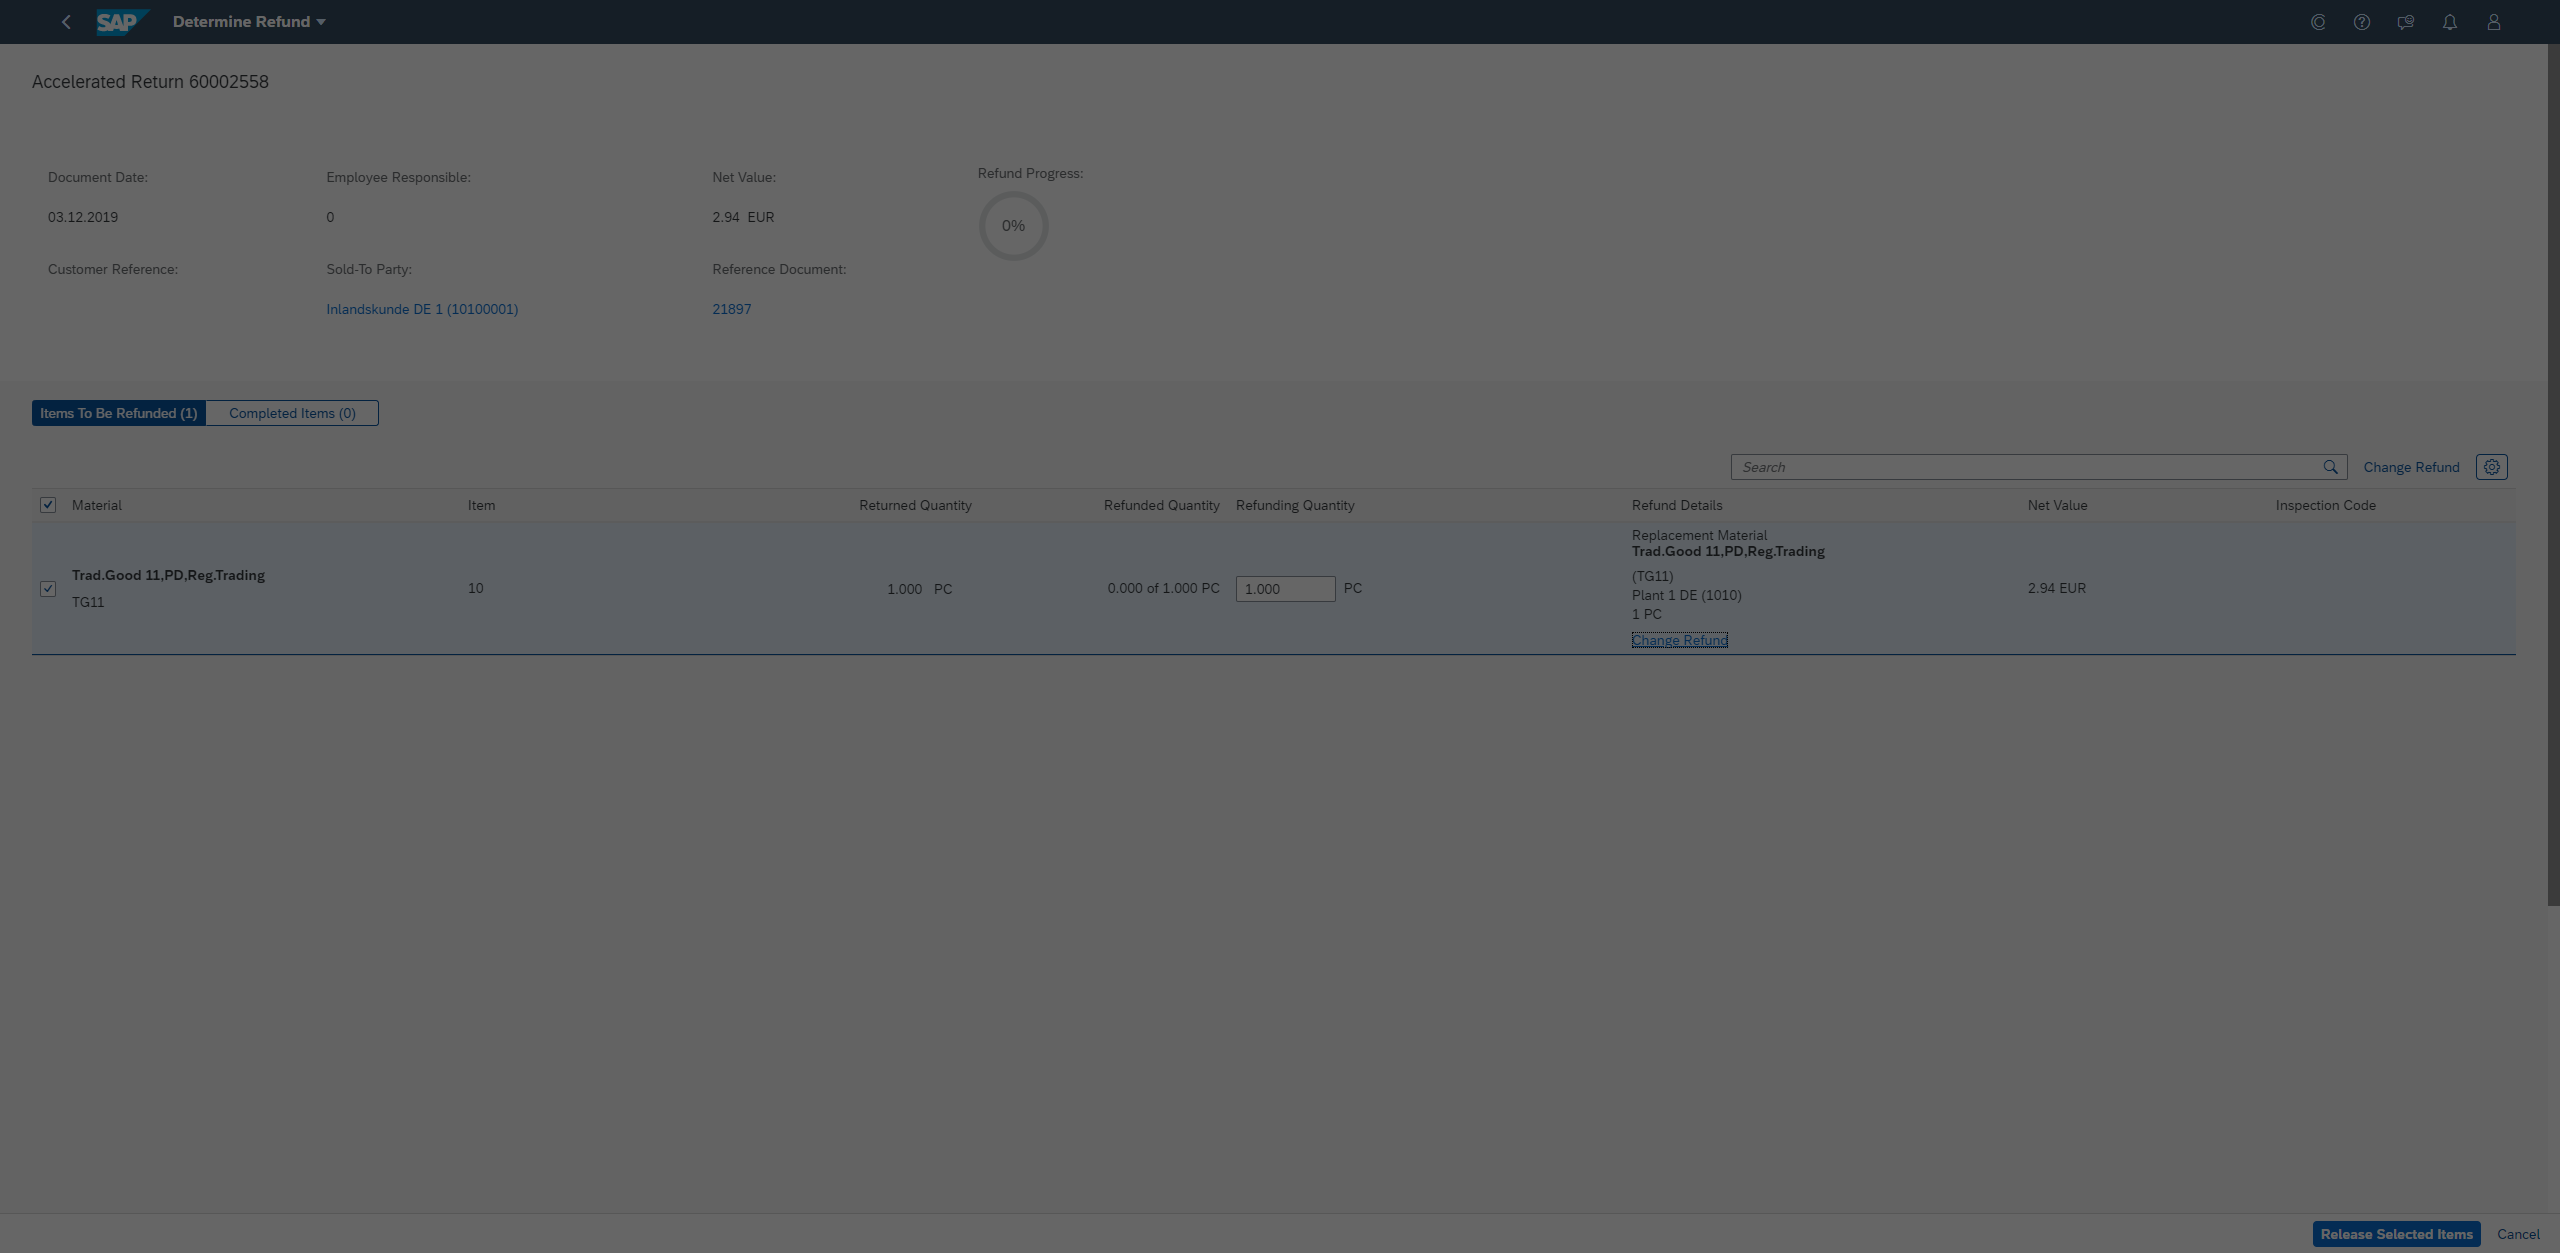 SAP Determine Refund
Accelerated Return 60002558
Document Date:
03.12.2019
Customer Reference:
Employee Responsible:
0
Sold-To Party:
Inlandskunde DE 1 (10100001)
Net Value:
2.94 EUR
Reference Document:
21897
Refund Progress:
0%
Items To Be Refunded (1) Completed Items (0)
Search Change Refund
Material Item Returned Quantity Refunded Quantity Refunding Quantity Refund Details Net Value Inspection Code
Trad.Good 11,PD,Reg.Trading
TG11
10
1.000 PC
0.000 of 1.000 PC
1.000 PC
Replacement Material
Trad.Good 11,PD,Reg.Trading
(TG11)
Plant 1 DE (1010)
1 PC
Change Refund
2.94 EUR
Release Selected Items Cancel